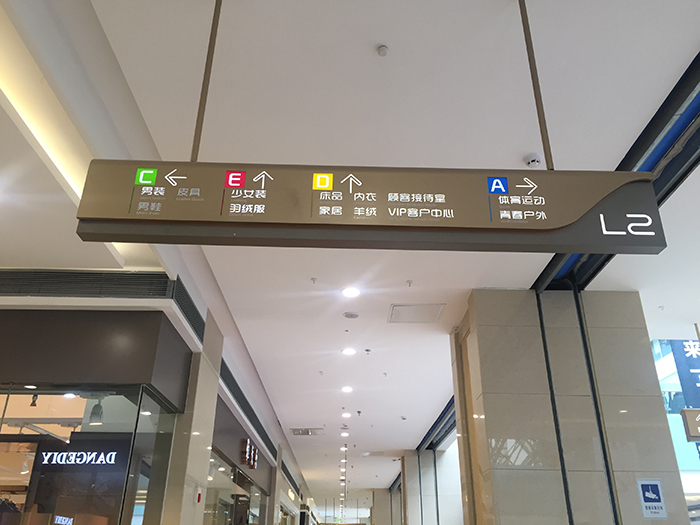 C ←
男装 皮具
男鞋
E ↑
少女装
羽绒服
D ↑
床品 内衣 顾客接待室
家居 羊绒 VIP客户中心
A →
体育运动
青春户外
L2
DANGEDIY
DANGEDIY
来